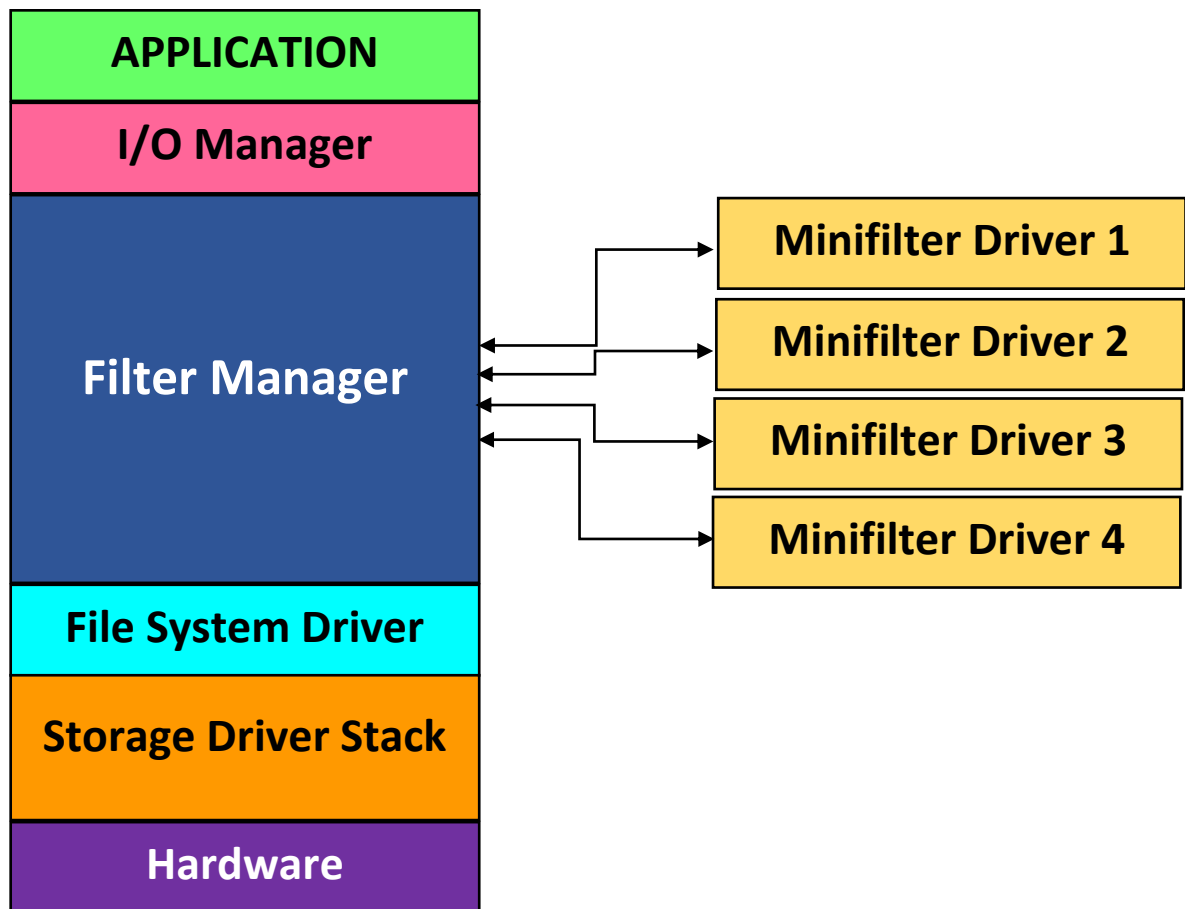 APPLICATION
I/O Manager
Filter Manager
File System Driver
Storage Driver Stack
Hardware
Minifilter Driver 1
Minifilter Driver 2
Minifilter Driver 3
Minifilter Driver 4